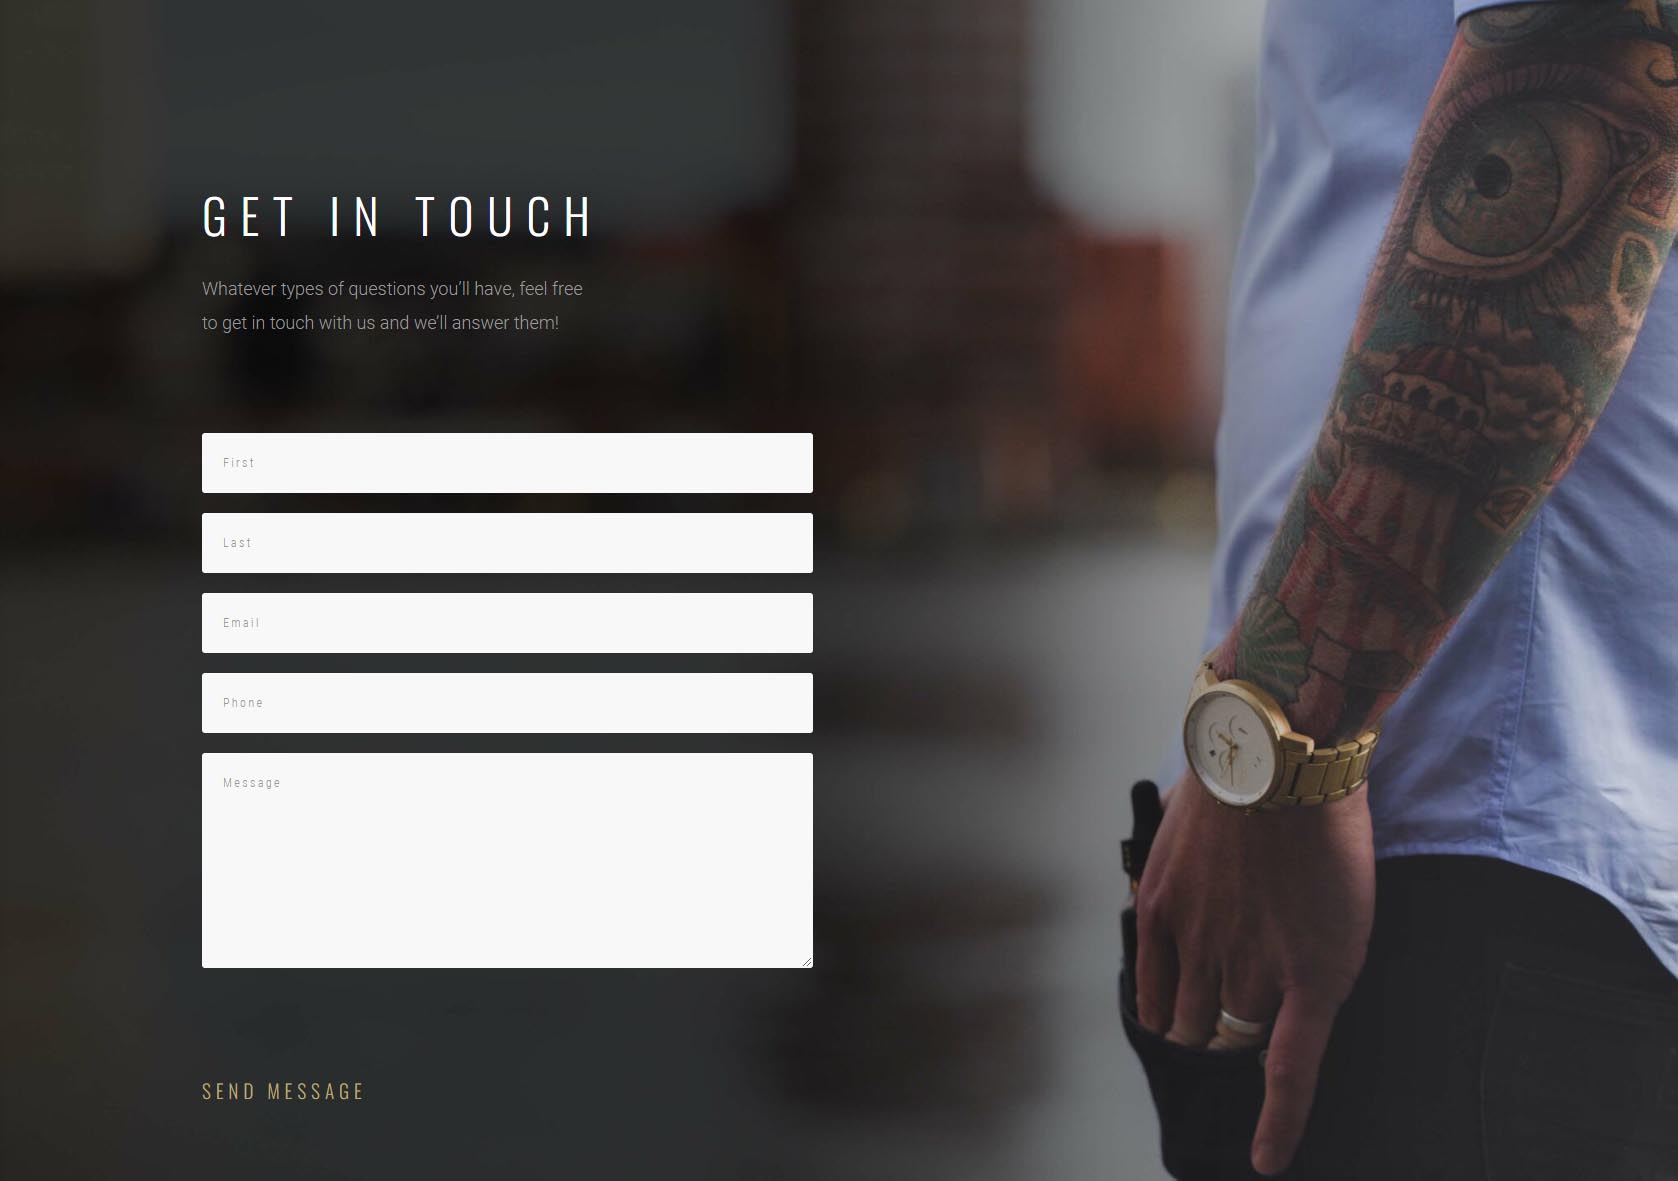 GET IN TOUCH
Whatever types of questions you’ll have, feel free
to get in touch with us and we’ll answer them!
First
Last
Email
Phone
Message
SEND MESSAGE